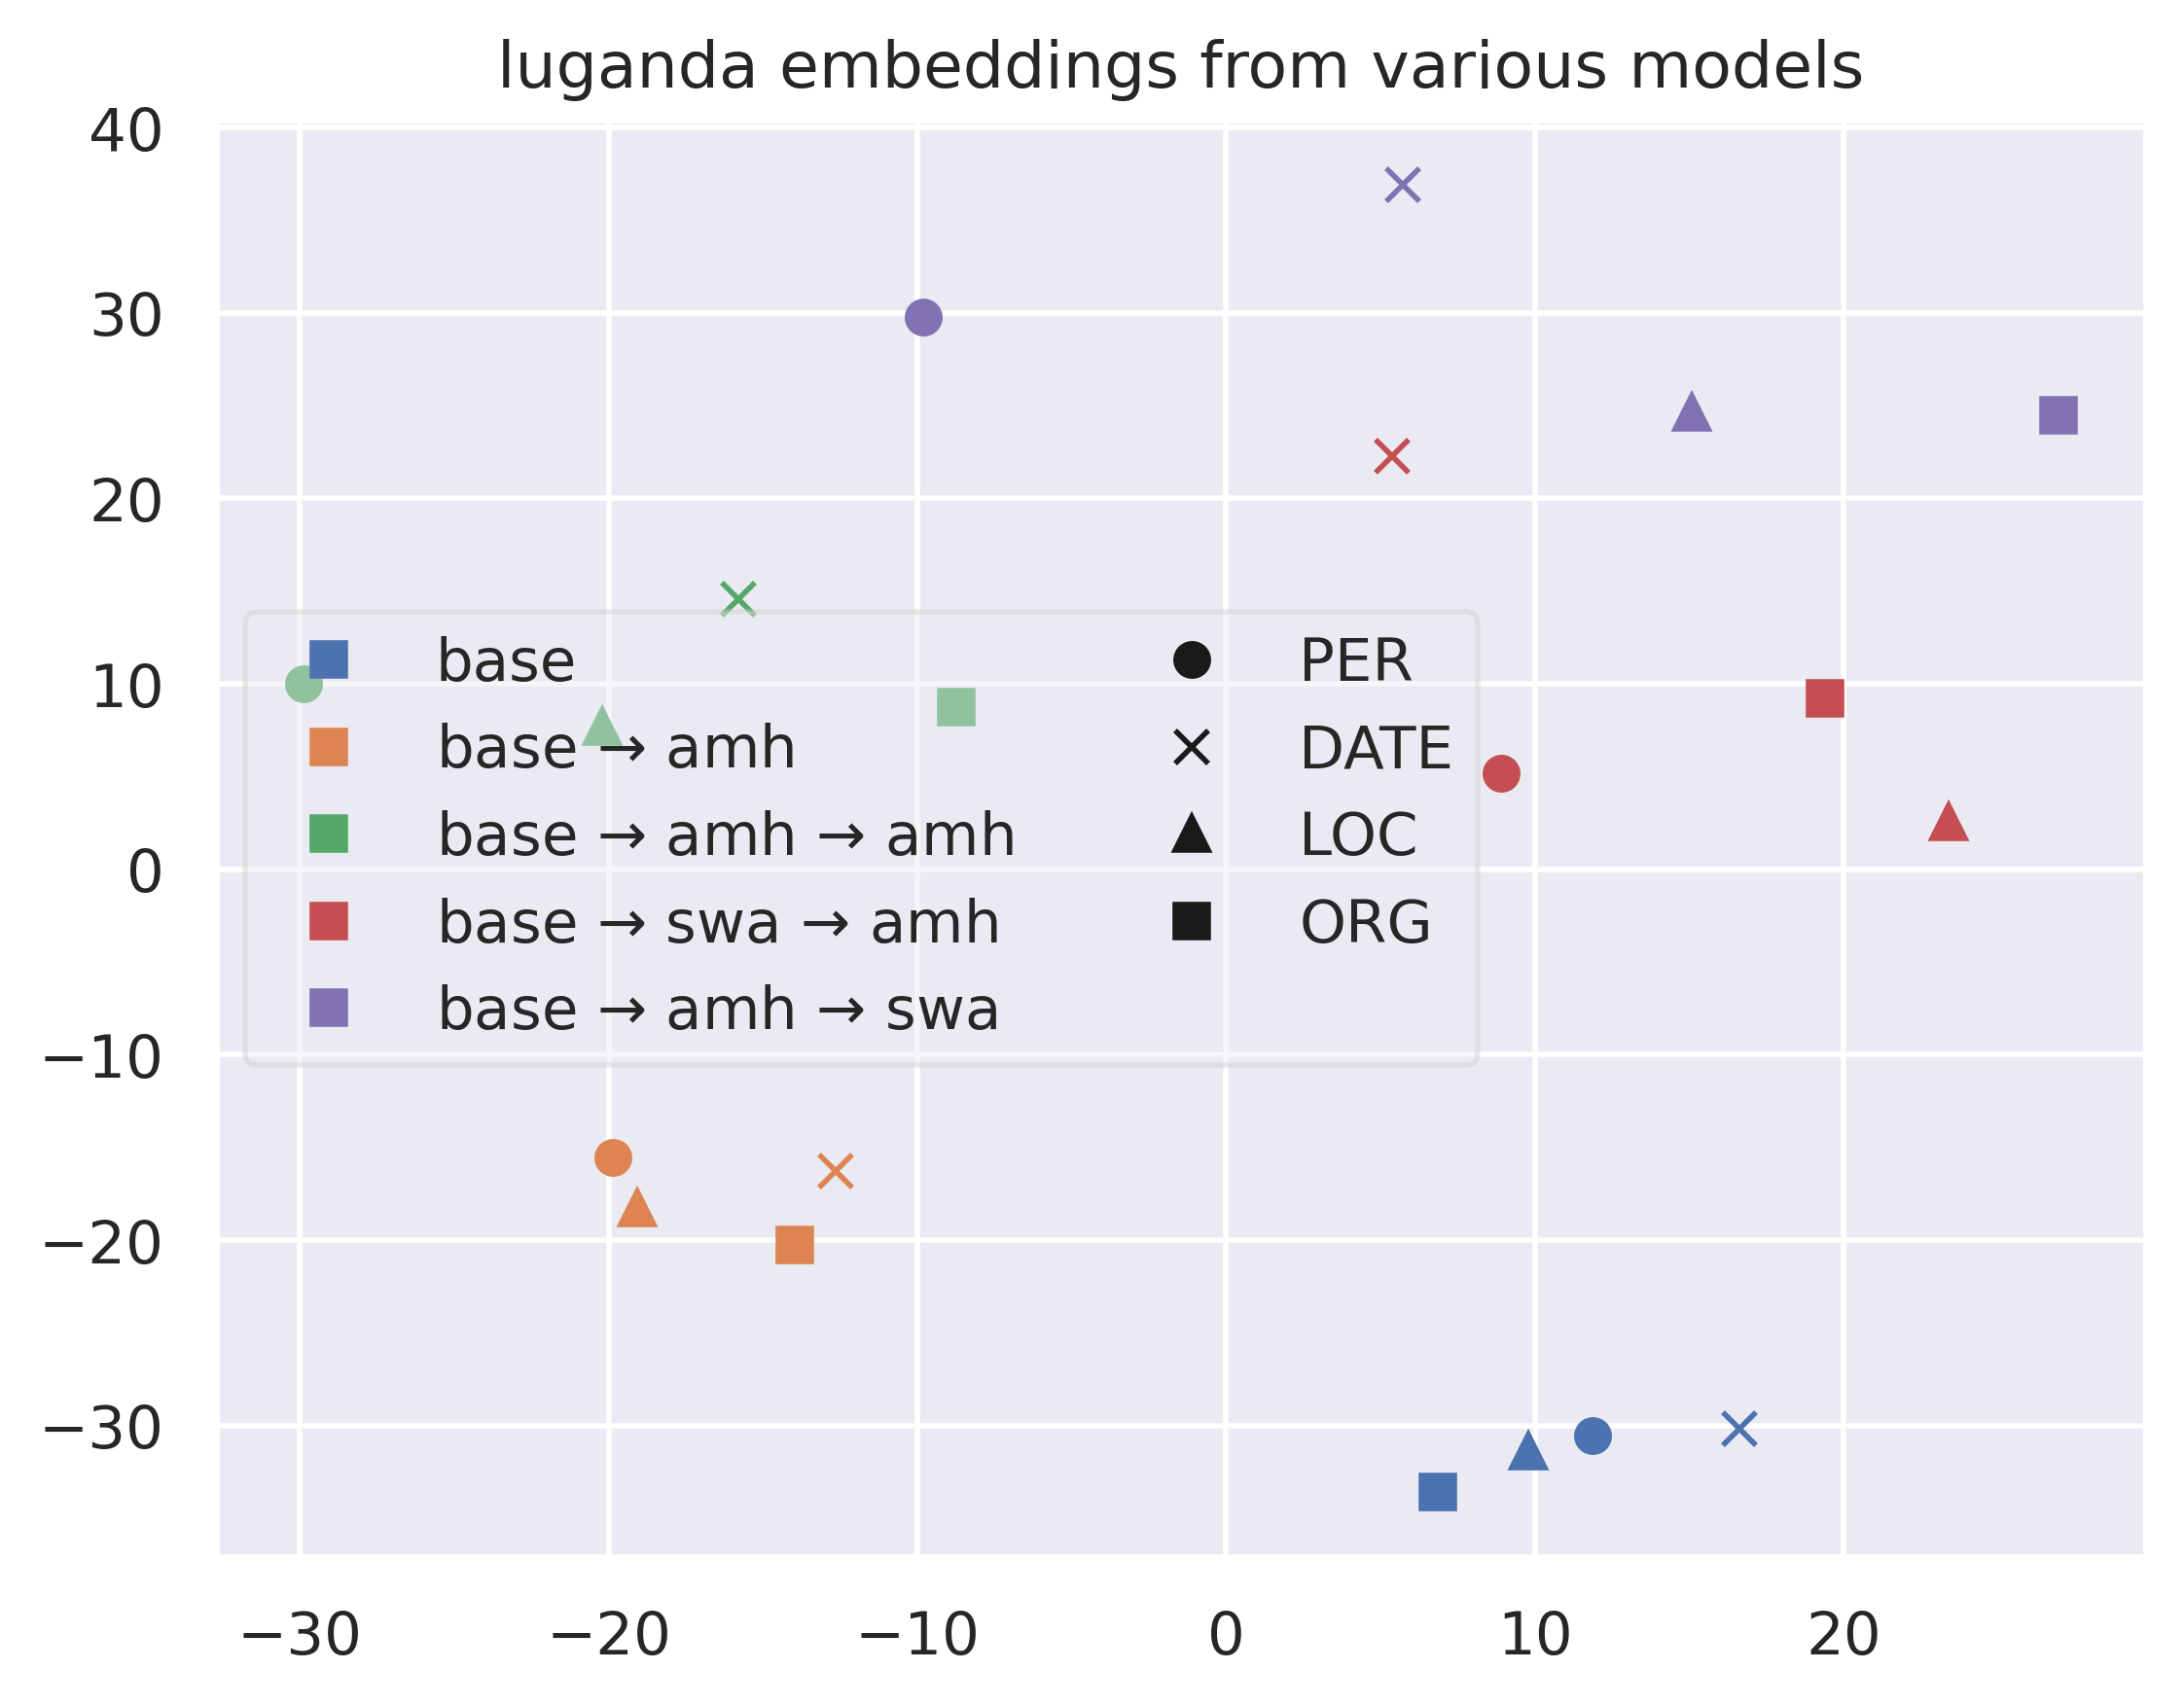 luganda embeddings from various models
40
30
20
10
0
−10
−20
−30
base
base → amh
base → amh → amh
base → swa → amh
base → amh → swa
PER
DATE
LOC
ORG
−30 −20 −10 0 10 20